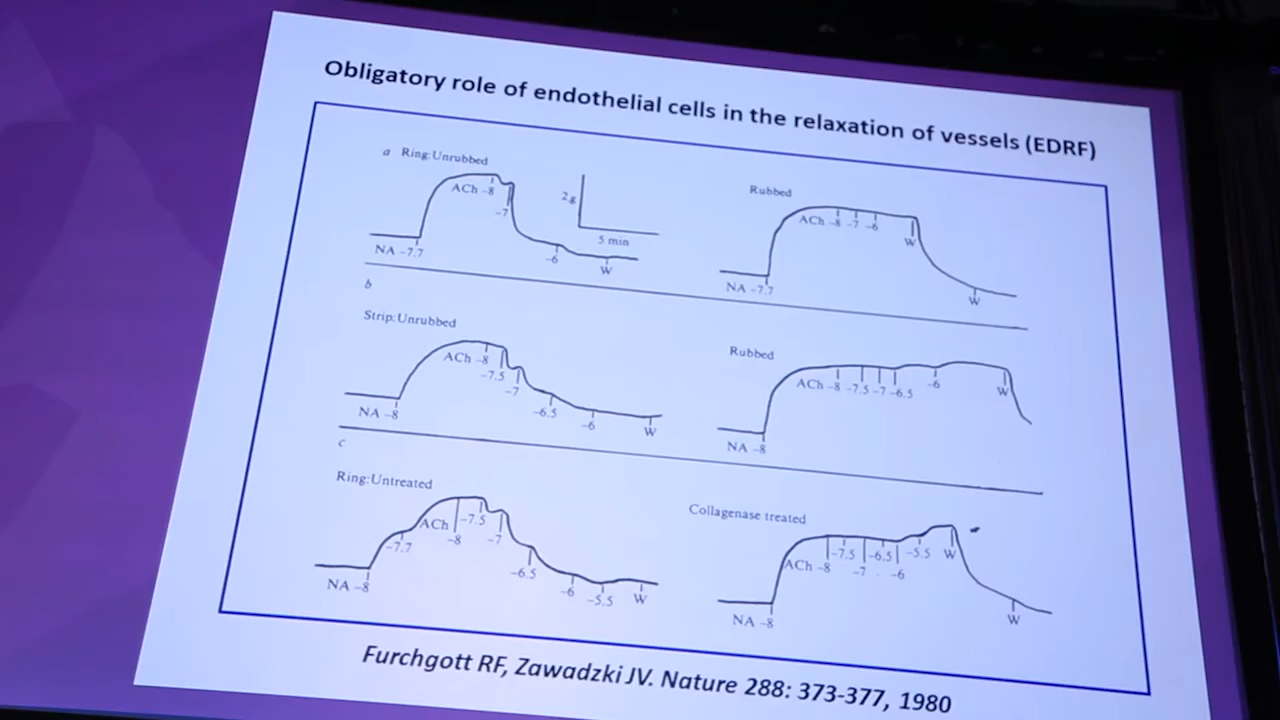 Obligatory role of endothelial cells in the relaxation of vessels (EDRF)
a Ring:Unrubbed
ACh -8
-7
-6
W
NA -7.7
2g
5 min
Rubbed
ACh -8 -7 -6
W
W
NA -7.7
b
Strip:Unrubbed
ACh -8
-7.5
-7
-6.5
-6
W
NA -8
Rubbed
ACh -8 -7.5 -7 -6.5
-6
W
NA -8
c
Ring:Untreated
-7.7
ACh
-8
-7.5
-7
-6.5
-6
-5.5
W
NA -8
Collagenase treated
ACh -8
-7.5
-7
-6.5
-6
-5.5
W
W
NA -8
Furchgott RF, Zawadzki JV. Nature 288: 373-377, 1980